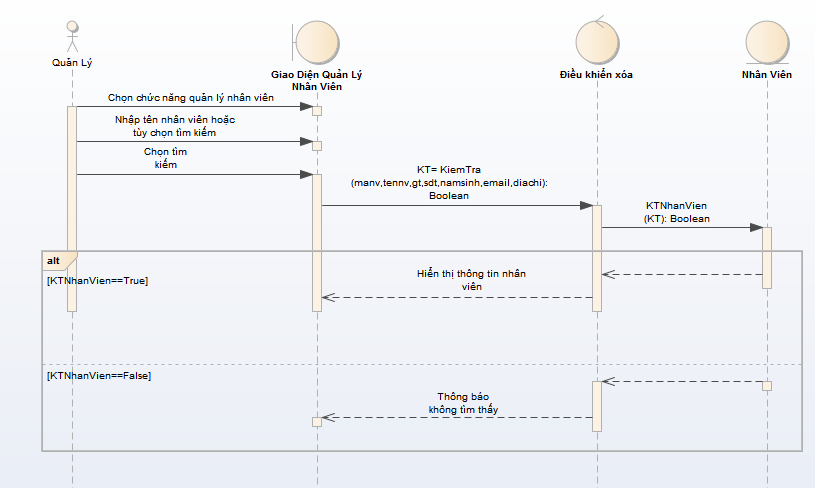 Quản Lý
Giao Diện Quản Lý
Nhân Viên
Điều khiển xóa
Nhân Viên
Chọn chức năng quản lý nhân viên
Nhập tên nhân viên hoặc
tùy chọn tìm kiếm
Chọn tìm
kiếm
KT= KiemTra
(manv,tennv,gt,sdt,namsinh,email,diachi):
Boolean
KTNhanVien
(KT): Boolean
alt
[KTNhanVien==True]
Hiển thị thông tin nhân
viên
[KTNhanVien==False]
Thông báo
không tìm thấy